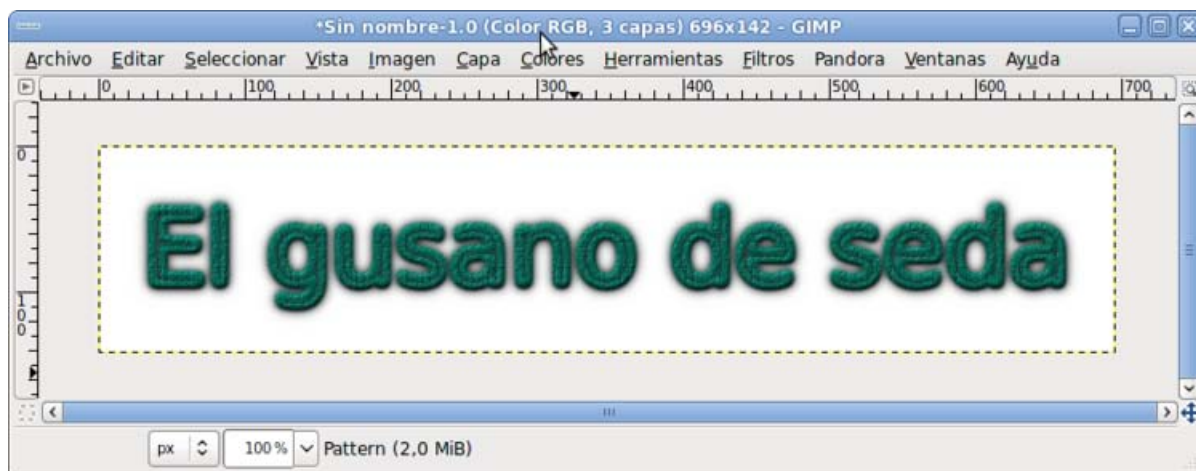 *Sin nombre-1.0 (Color RGB, 3 capas) 696x142 - GIMP
Archivo Editar Seleccionar Vista Imagen Capa Colores Herramientas Filtros Pandora Ventanas Ayuda
0 100 200 300 400 500 600 700
0
El gusano de seda
100
px 100 % Pattern (2,0 MiB)